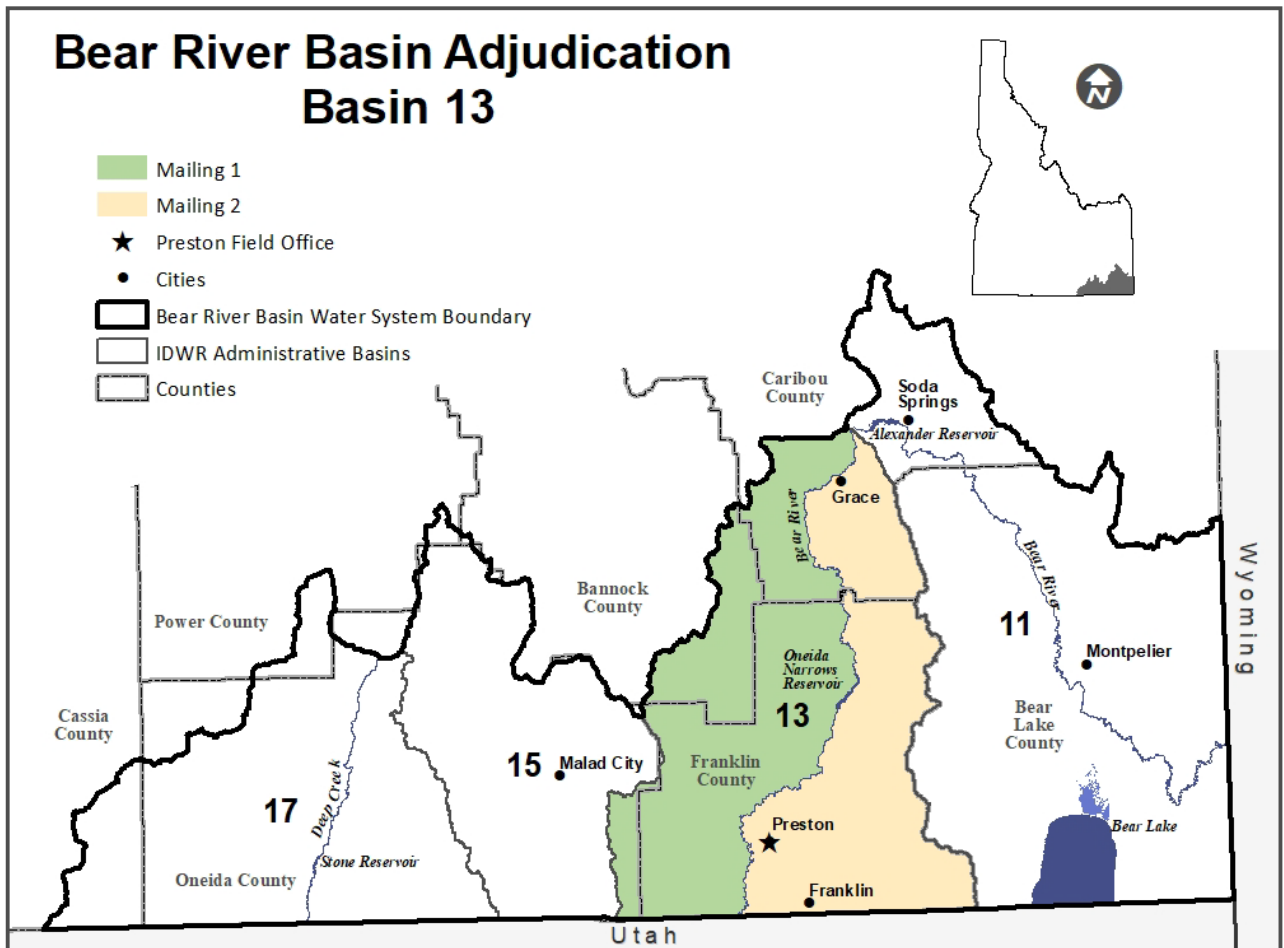 Bear River Basin Adjudication
Basin 13
N
Mailing 1
Mailing 2
Preston Field Office
Cities
Bear River Basin Water System Boundary
IDWR Administrative Basins
Counties
Caribou
County
Soda
Springs
Alexander Reservoir
Grace
Bear River
Bear River
Wyoming
Bannock
County
Power County
11
Montpelier
Oneida
Narrows
Reservoir
13
Cassia
County
Bear
Lake
County
15
Malad City
Franklin
County
17
Deep Creek
Preston
Bear Lake
Stone Reservoir
Oneida County
Franklin
Utah